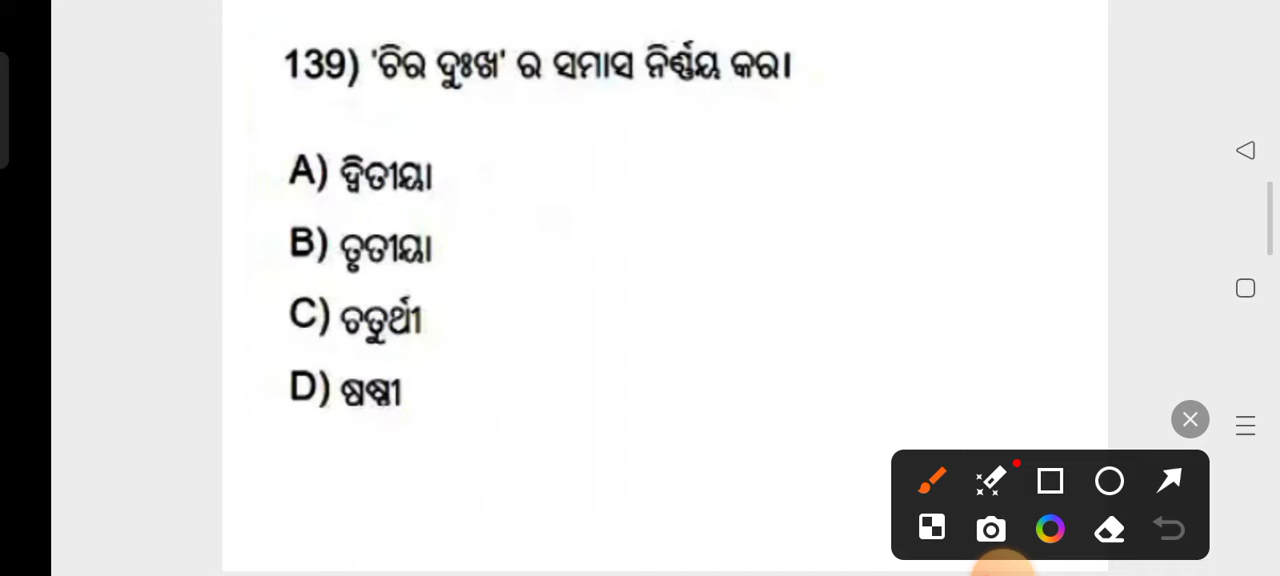 139) 'ଚିର ଦୁଃଖ' ର ସମାସ ନିର୍ଣ୍ଣୟ କର।
A) ଦ୍ଵିତୀୟା
B) ତୃତୀୟା
C) ଚତୁର୍ଥୀ
D) ଷଷ୍ଠୀ